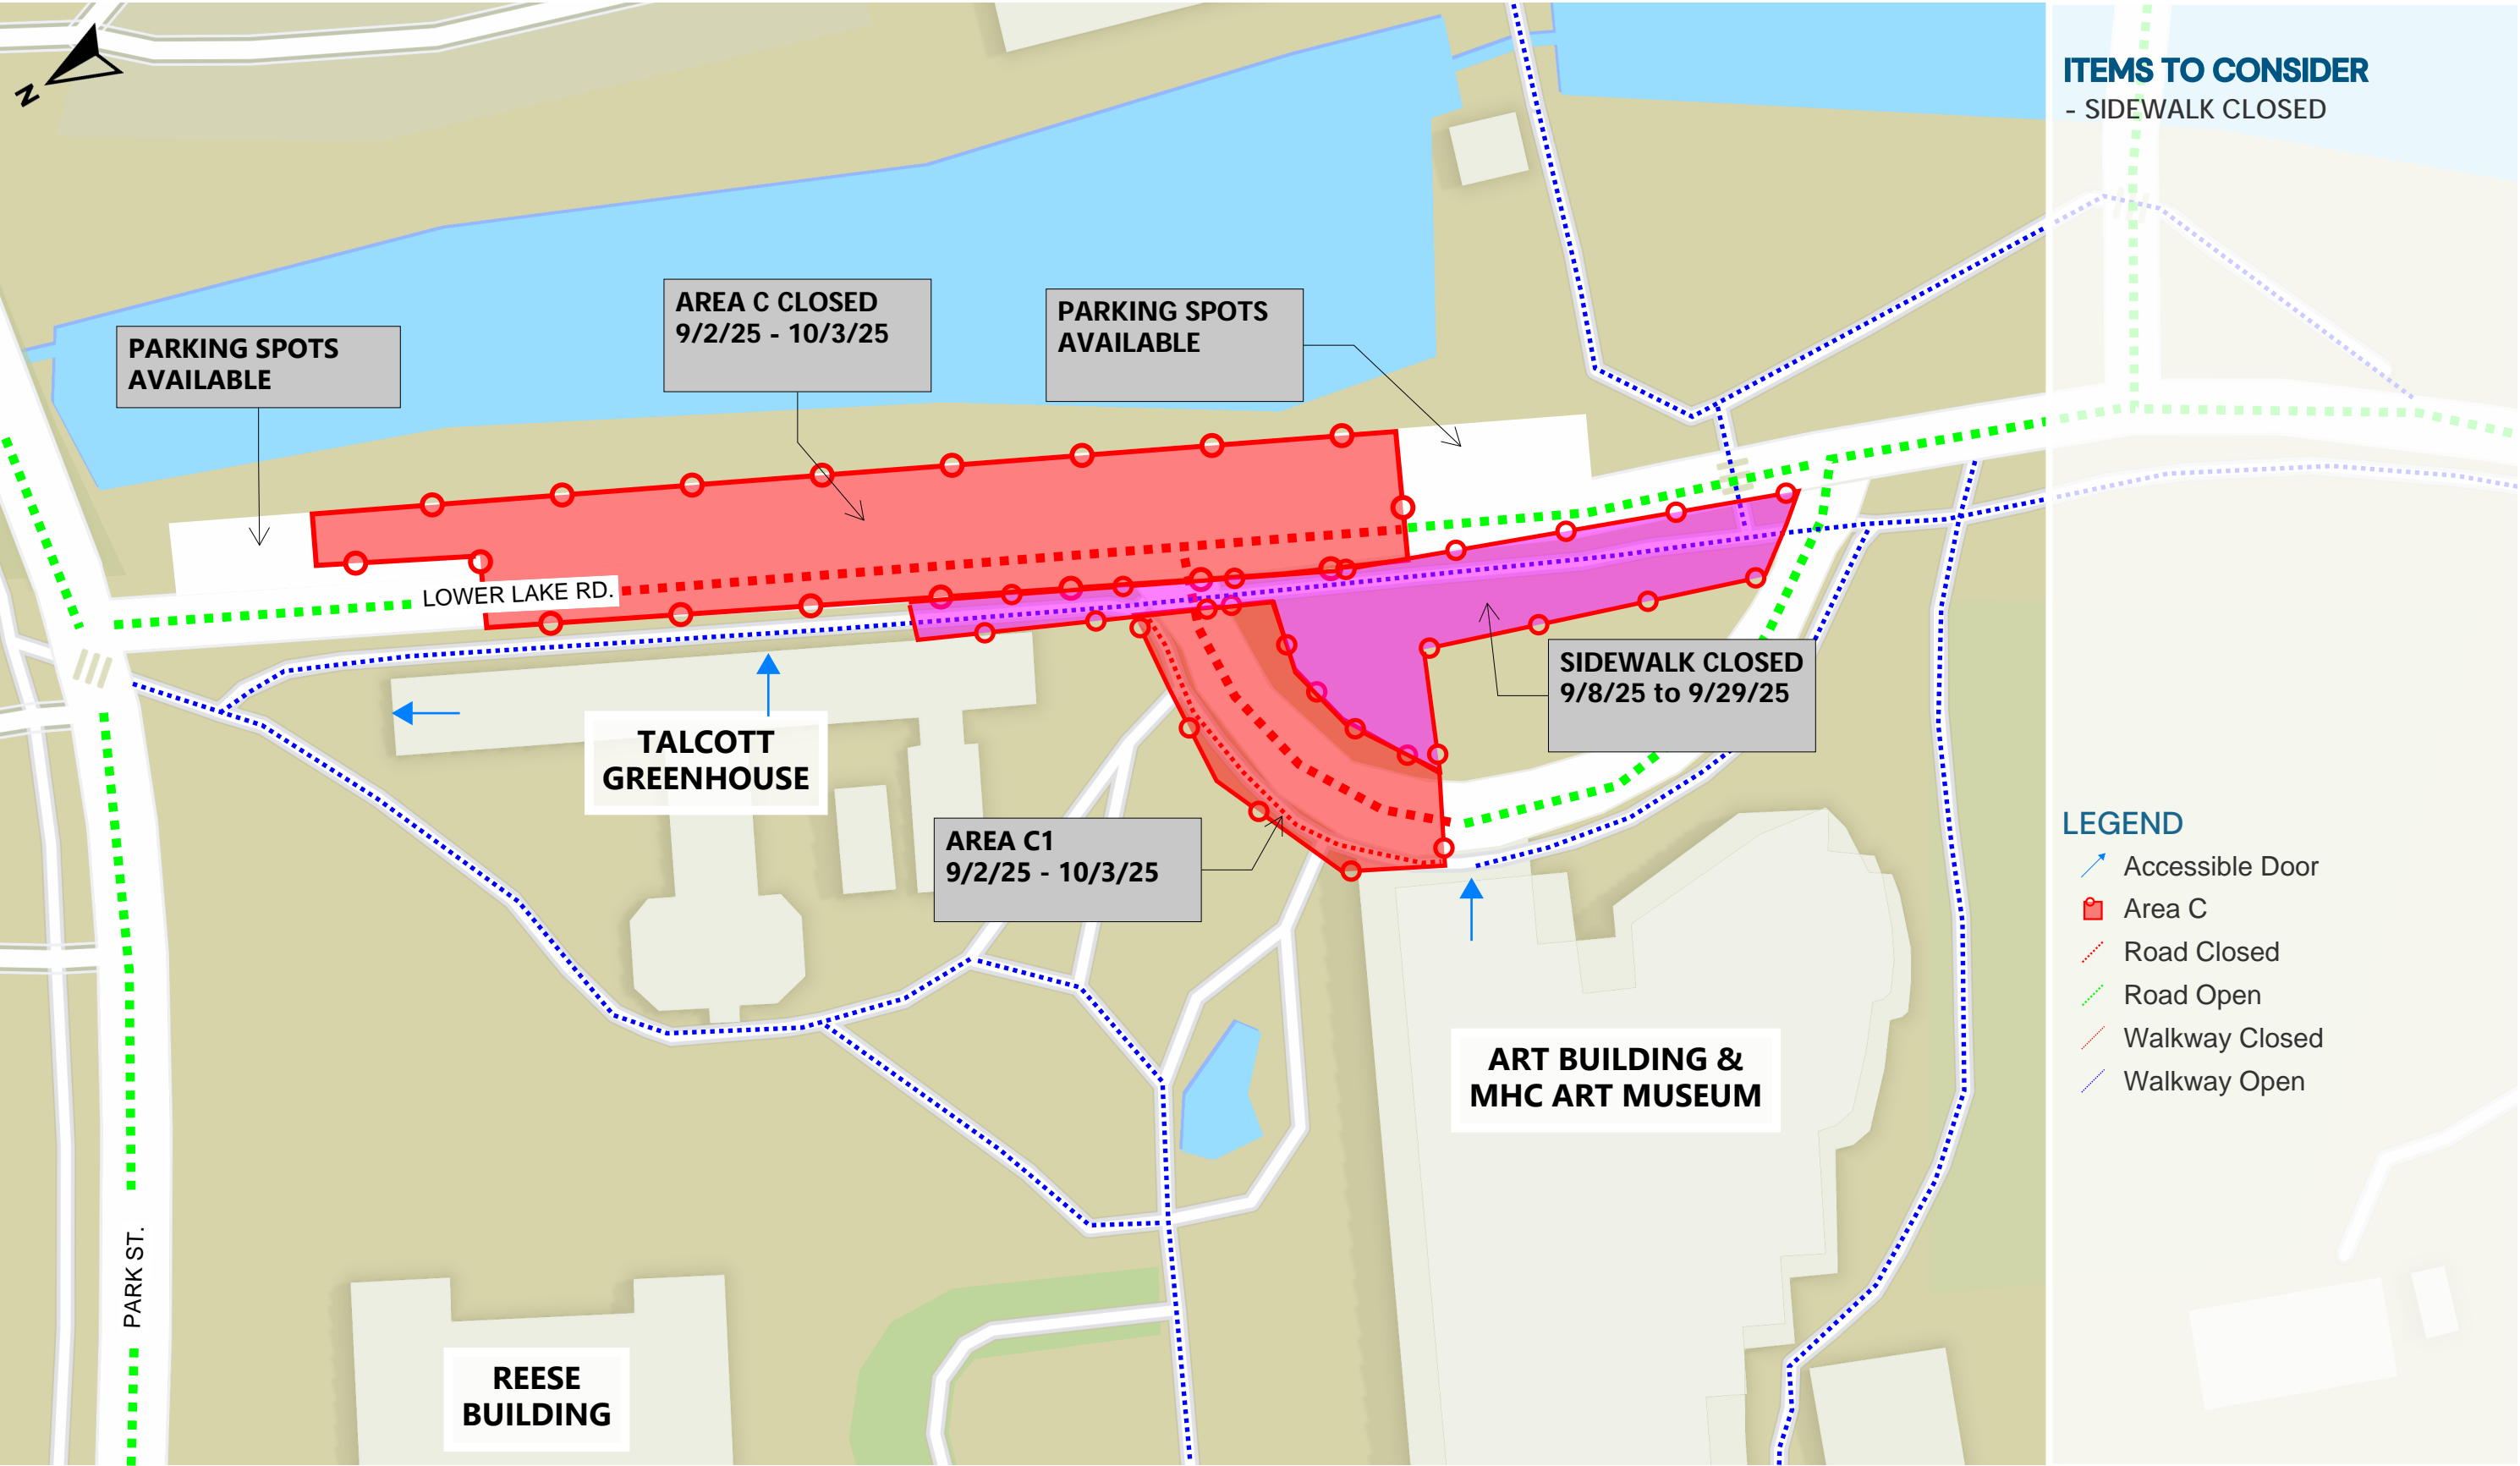 N
ITEMS TO CONSIDER
- SIDEWALK CLOSED
PARKING SPOTS
AVAILABLE
AREA C CLOSED
9/2/25 - 10/3/25
PARKING SPOTS
AVAILABLE
LOWER LAKE RD.
SIDEWALK CLOSED
9/8/25 to 9/29/25
TALCOTT
GREENHOUSE
AREA C1
9/2/25 - 10/3/25
ART BUILDING &
MHC ART MUSEUM
PARK ST.
REESE
BUILDING
LEGEND
Accessible Door
Area C
Road Closed
Road Open
Walkway Closed
Walkway Open